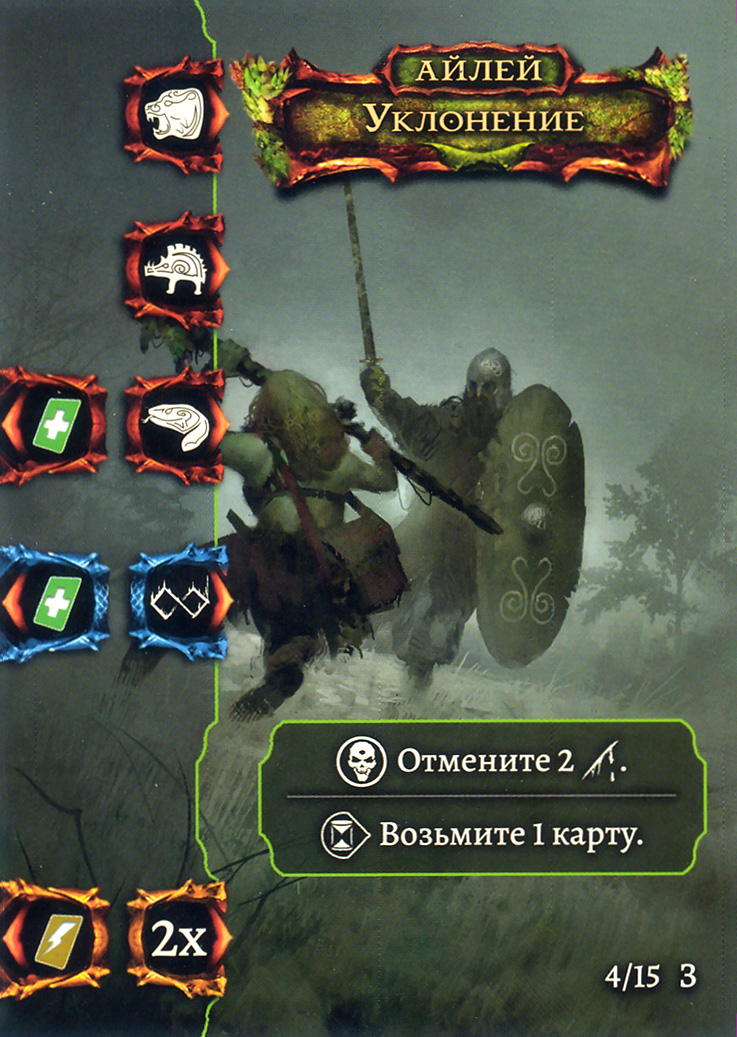 АЙЛЕЙ
Уклонение
Отмените 2 .
Возьмите 1 карту.
2x
4/15 3